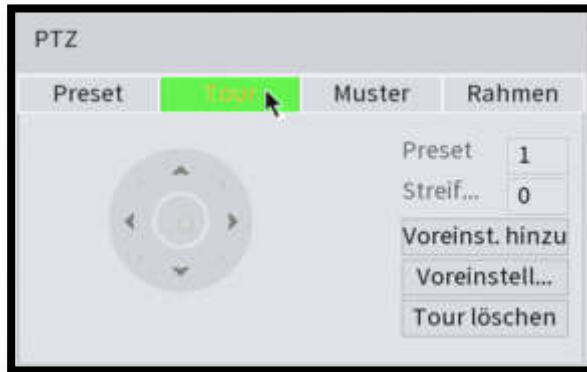 PTZ
Preset Tour Muster Rahmen
Preset 1
Streif... 0
Voreinst. hinzu
Voreinstell...
Tour löschen